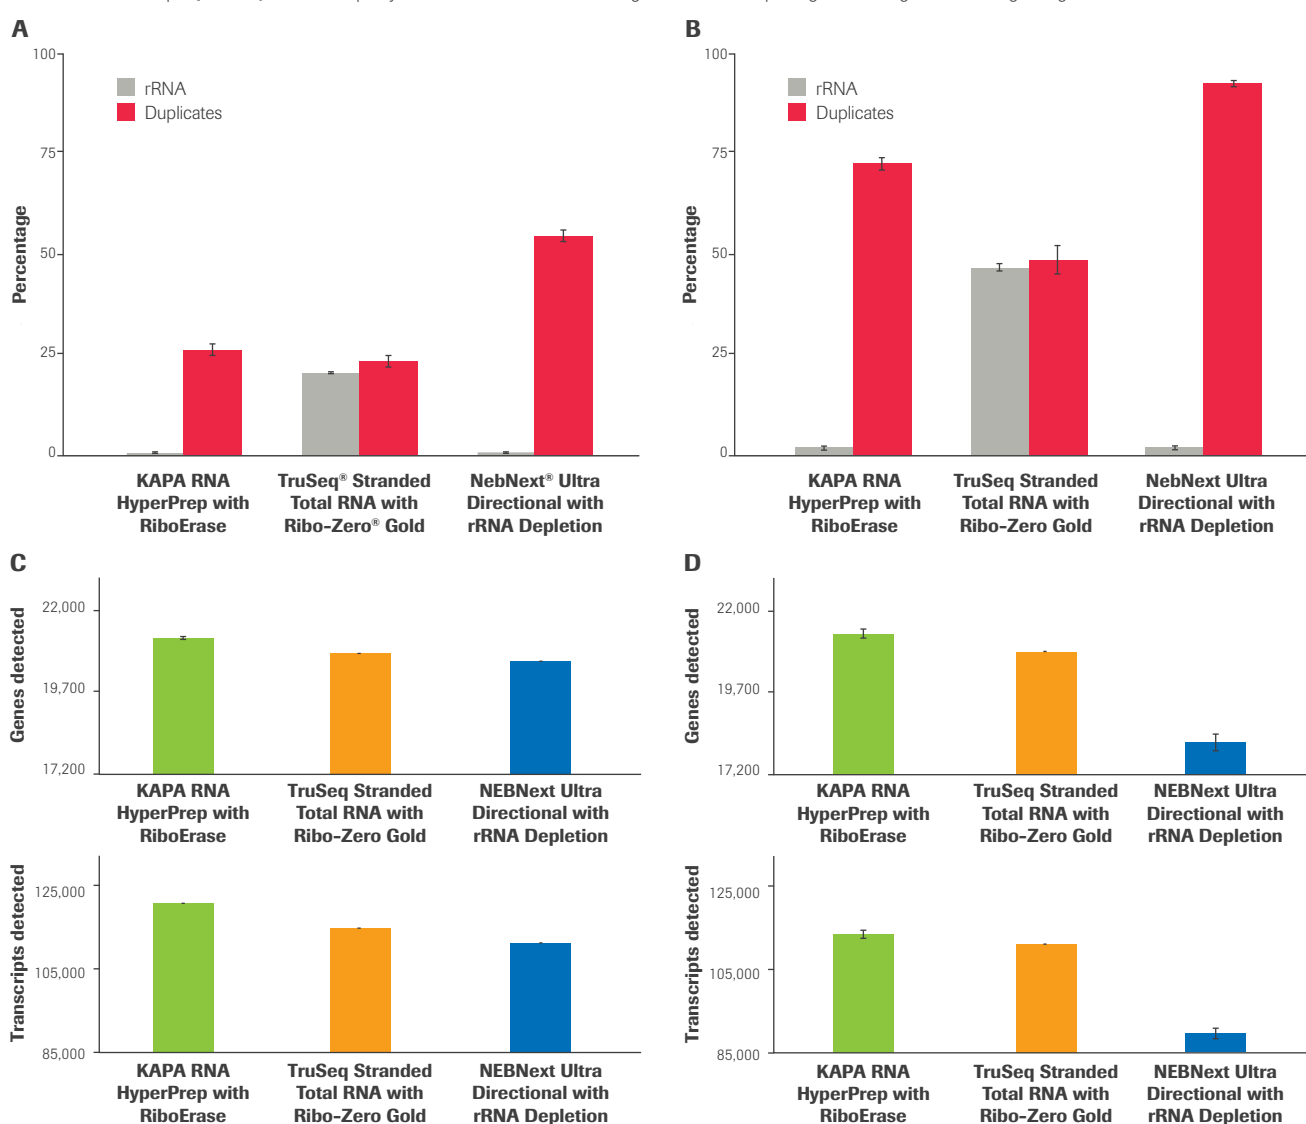 A
100
75
50
25
0
Percentage
rRNA
Duplicates
KAPA RNA
HyperPrep with
RiboErase
TruSeq® Stranded
Total RNA with
Ribo-Zero® Gold
NebNext® Ultra
Directional with
rRNA Depletion
B
100
75
50
25
0
Percentage
rRNA
Duplicates
KAPA RNA
HyperPrep with
RiboErase
TruSeq Stranded
Total RNA with
Ribo-Zero Gold
NebNext Ultra
Directional with
rRNA Depletion
C
22,000
19,700
17,200
Genes detected
KAPA RNA
HyperPrep with
RiboErase
TruSeq Stranded
Total RNA with
Ribo-Zero Gold
NEBNext Ultra
Directional with
rRNA Depletion
125,000
105,000
85,000
Transcripts detected
KAPA RNA
HyperPrep with
RiboErase
TruSeq Stranded
Total RNA with
Ribo-Zero Gold
NEBNext Ultra
Directional with
rRNA Depletion
D
22,000
19,700
17,200
Genes detected
KAPA RNA
HyperPrep with
RiboErase
TruSeq Stranded
Total RNA with
Ribo-Zero Gold
NEBNext Ultra
Directional with
rRNA Depletion
125,000
105,000
85,000
Transcripts detected
KAPA RNA
HyperPrep with
RiboErase
TruSeq Stranded
Total RNA with
Ribo-Zero Gold
NEBNext Ultra
Directional with
rRNA Depletion